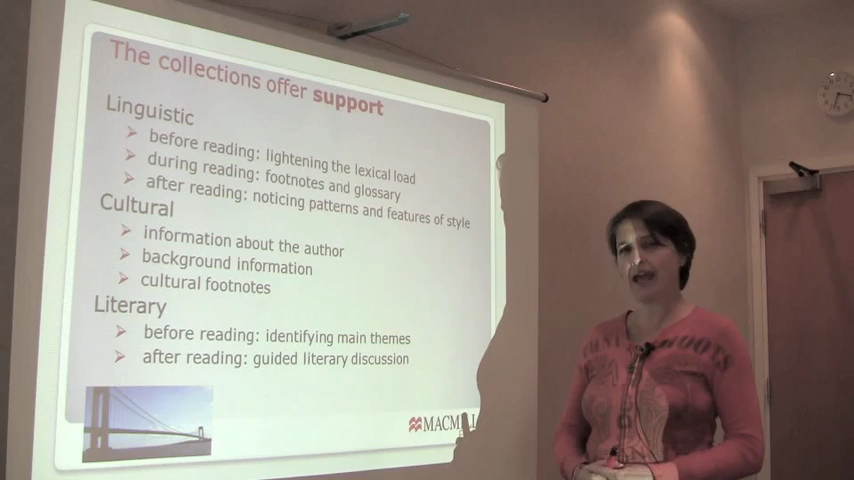 The collections offer support
Linguistic
before reading: lightening the lexical load
during reading: footnotes and glossary
after reading: noticing patterns and features of style
Cultural
information about the author
background information
cultural footnotes
Literary
before reading: identifying main themes
after reading: guided literary discussion